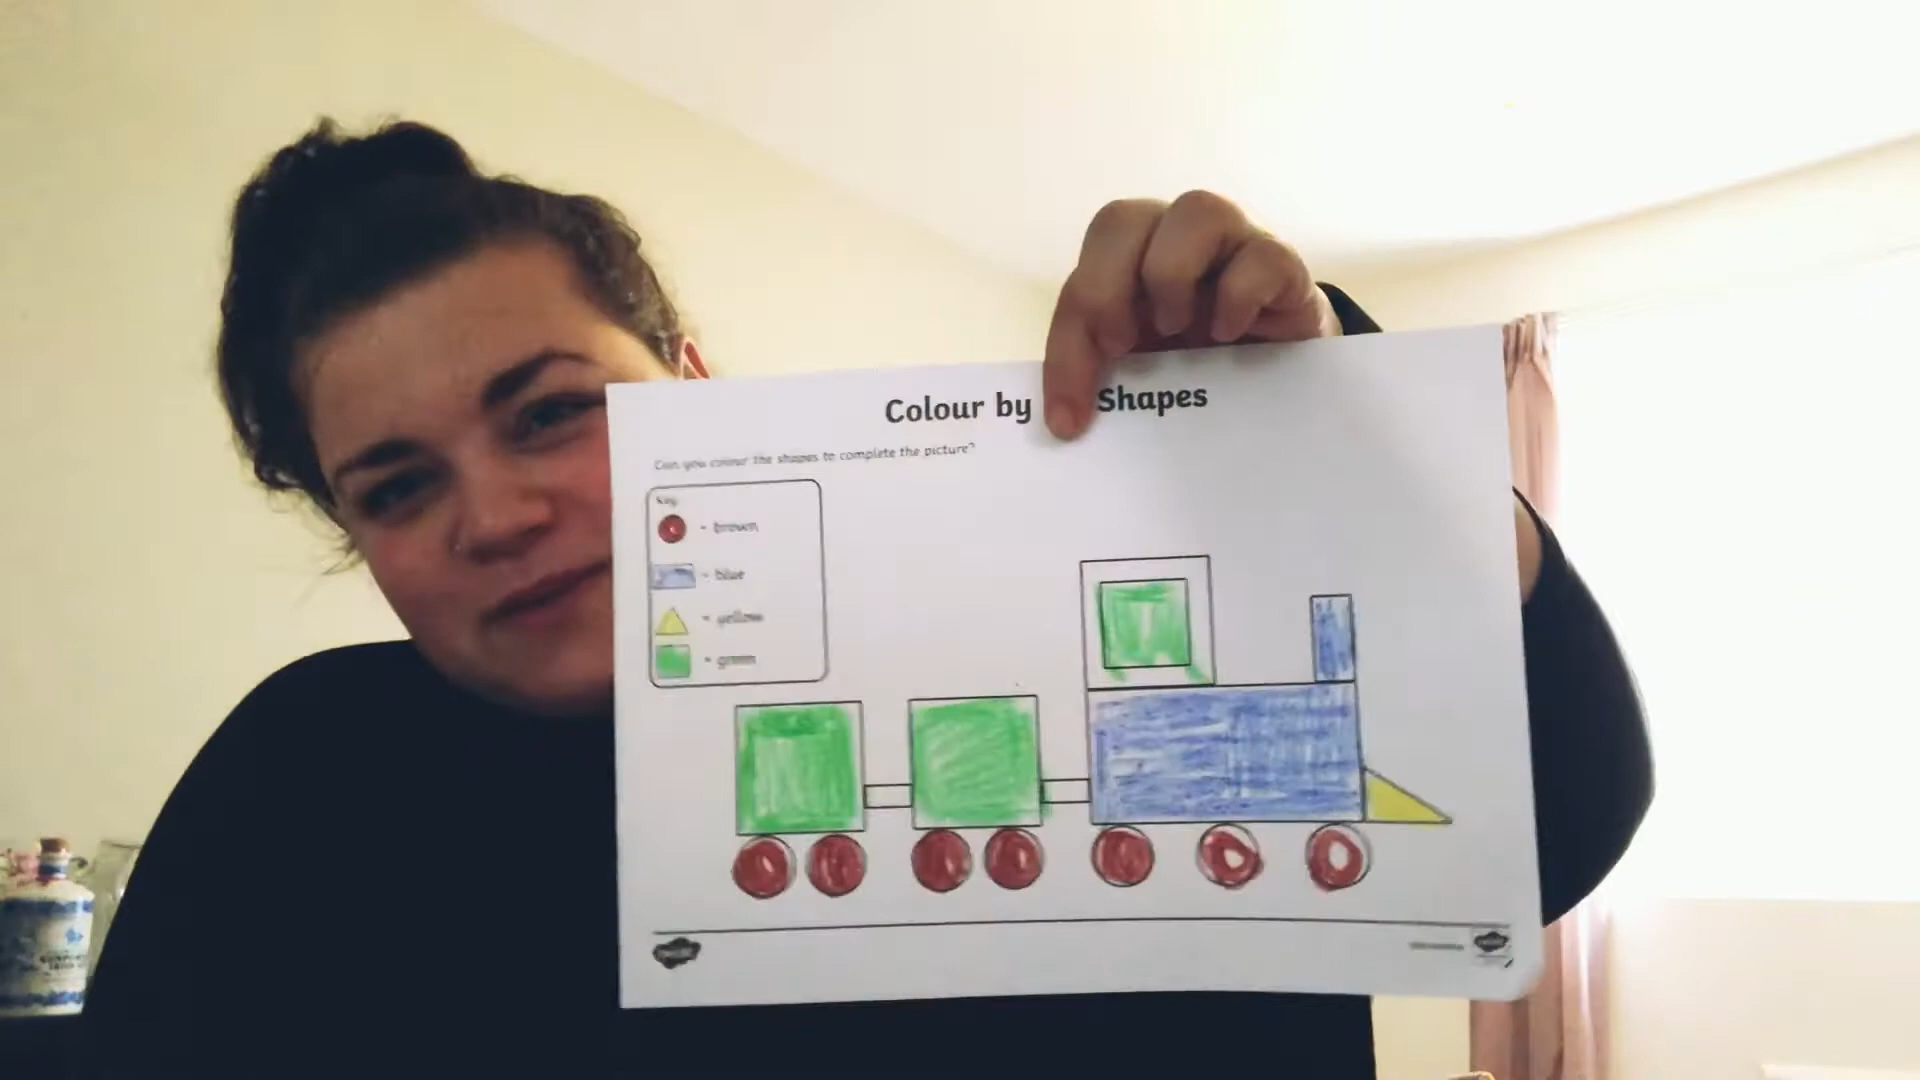 Colour by Shapes
Can you colour the shapes to complete the picture?
Key
= brown
= blue
= yellow
= green